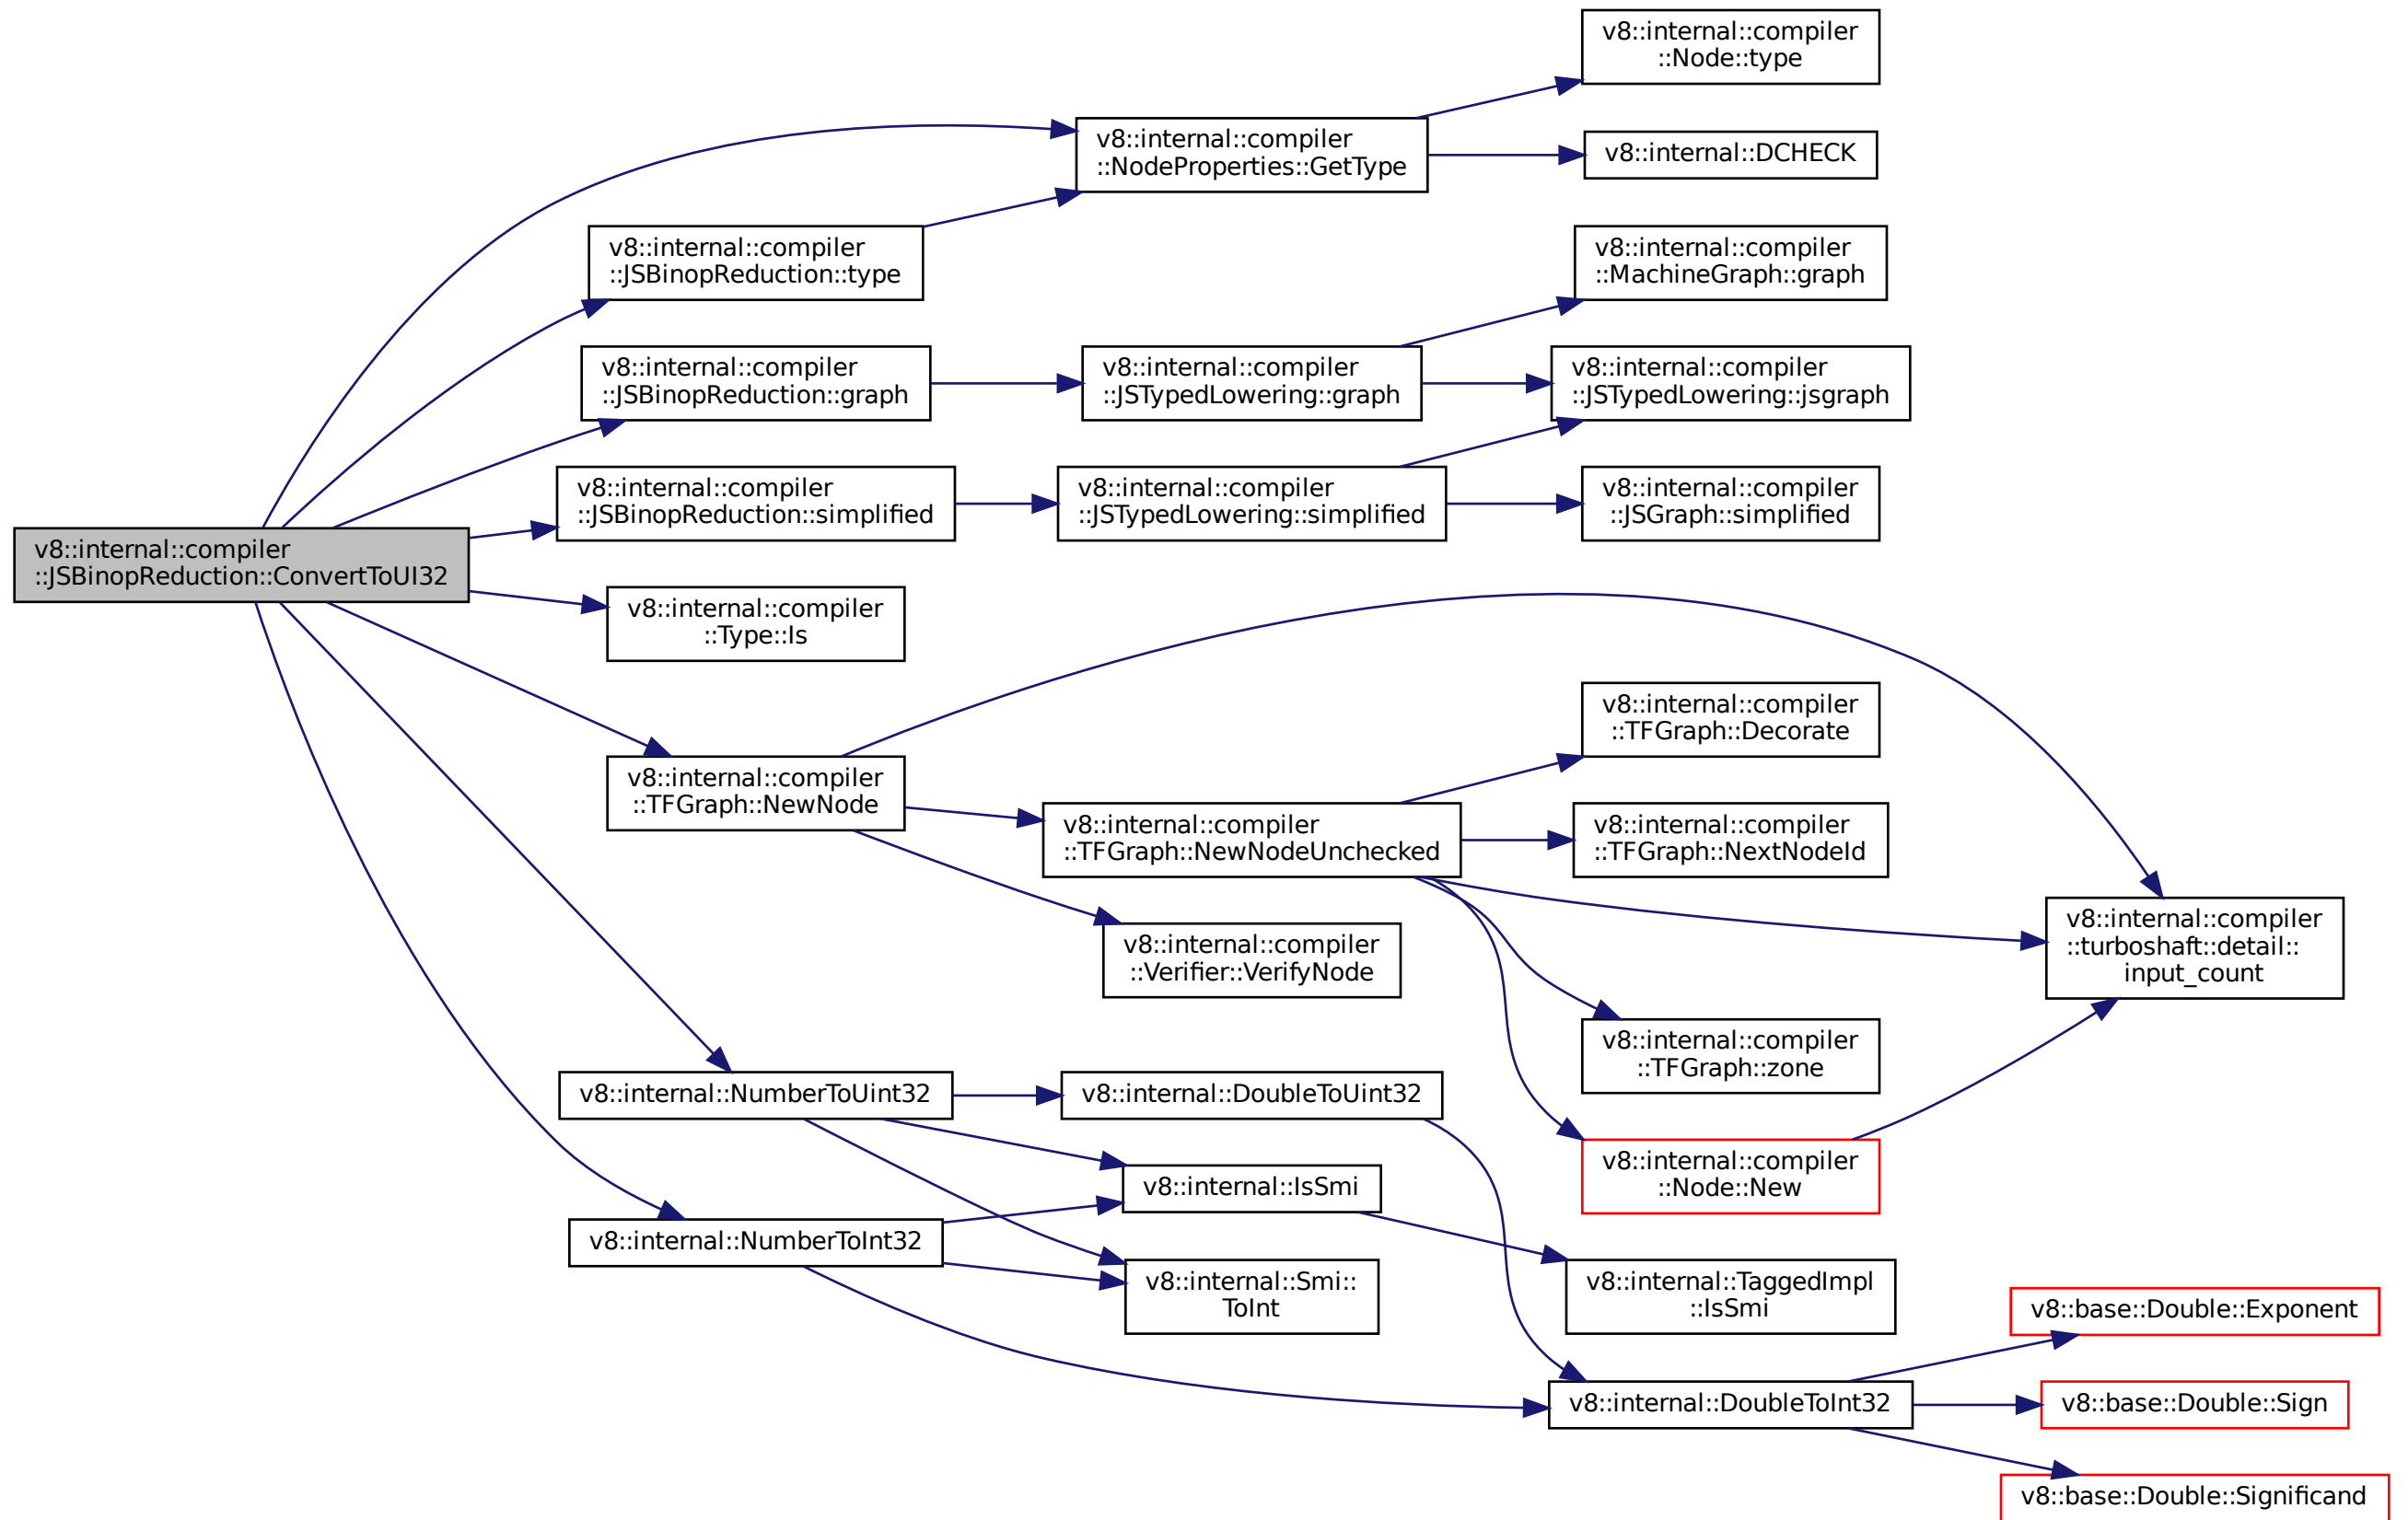 v8::internal::compiler
::Node::type
v8::internal::compiler
::NodeProperties::GetType
v8::internal::DCHECK
v8::internal::compiler
::JSBinopReduction::type
v8::internal::compiler
::MachineGraph::graph
v8::internal::compiler
::JSBinopReduction::graph
v8::internal::compiler
::JSTypedLowering::graph
v8::internal::compiler
::JSTypedLowering::jsgraph
v8::internal::compiler
::JSBinopReduction::simplified
v8::internal::compiler
::JSTypedLowering::simplified
v8::internal::compiler
::JSGraph::simplified
v8::internal::compiler
::JSBinopReduction::ConvertToUI32
v8::internal::compiler
::Type::Is
v8::internal::compiler
::TFGraph::Decorate
v8::internal::compiler
::TFGraph::NewNode
v8::internal::compiler
::TFGraph::NewNodeUnchecked
v8::internal::compiler
::TFGraph::NextNodeId
v8::internal::compiler
::Verifier::VerifyNode
v8::internal::compiler
::turboshaft::detail::
input_count
v8::internal::compiler
::TFGraph::zone
v8::internal::NumberToUint32
v8::internal::DoubleToUint32
v8::internal::compiler
::Node::New
v8::internal::IsSmi
v8::internal::NumberToInt32
v8::internal::Smi::
ToInt
v8::internal::TaggedImpl
::IsSmi
v8::base::Double::Exponent
v8::internal::DoubleToInt32
v8::base::Double::Sign
v8::base::Double::Significand